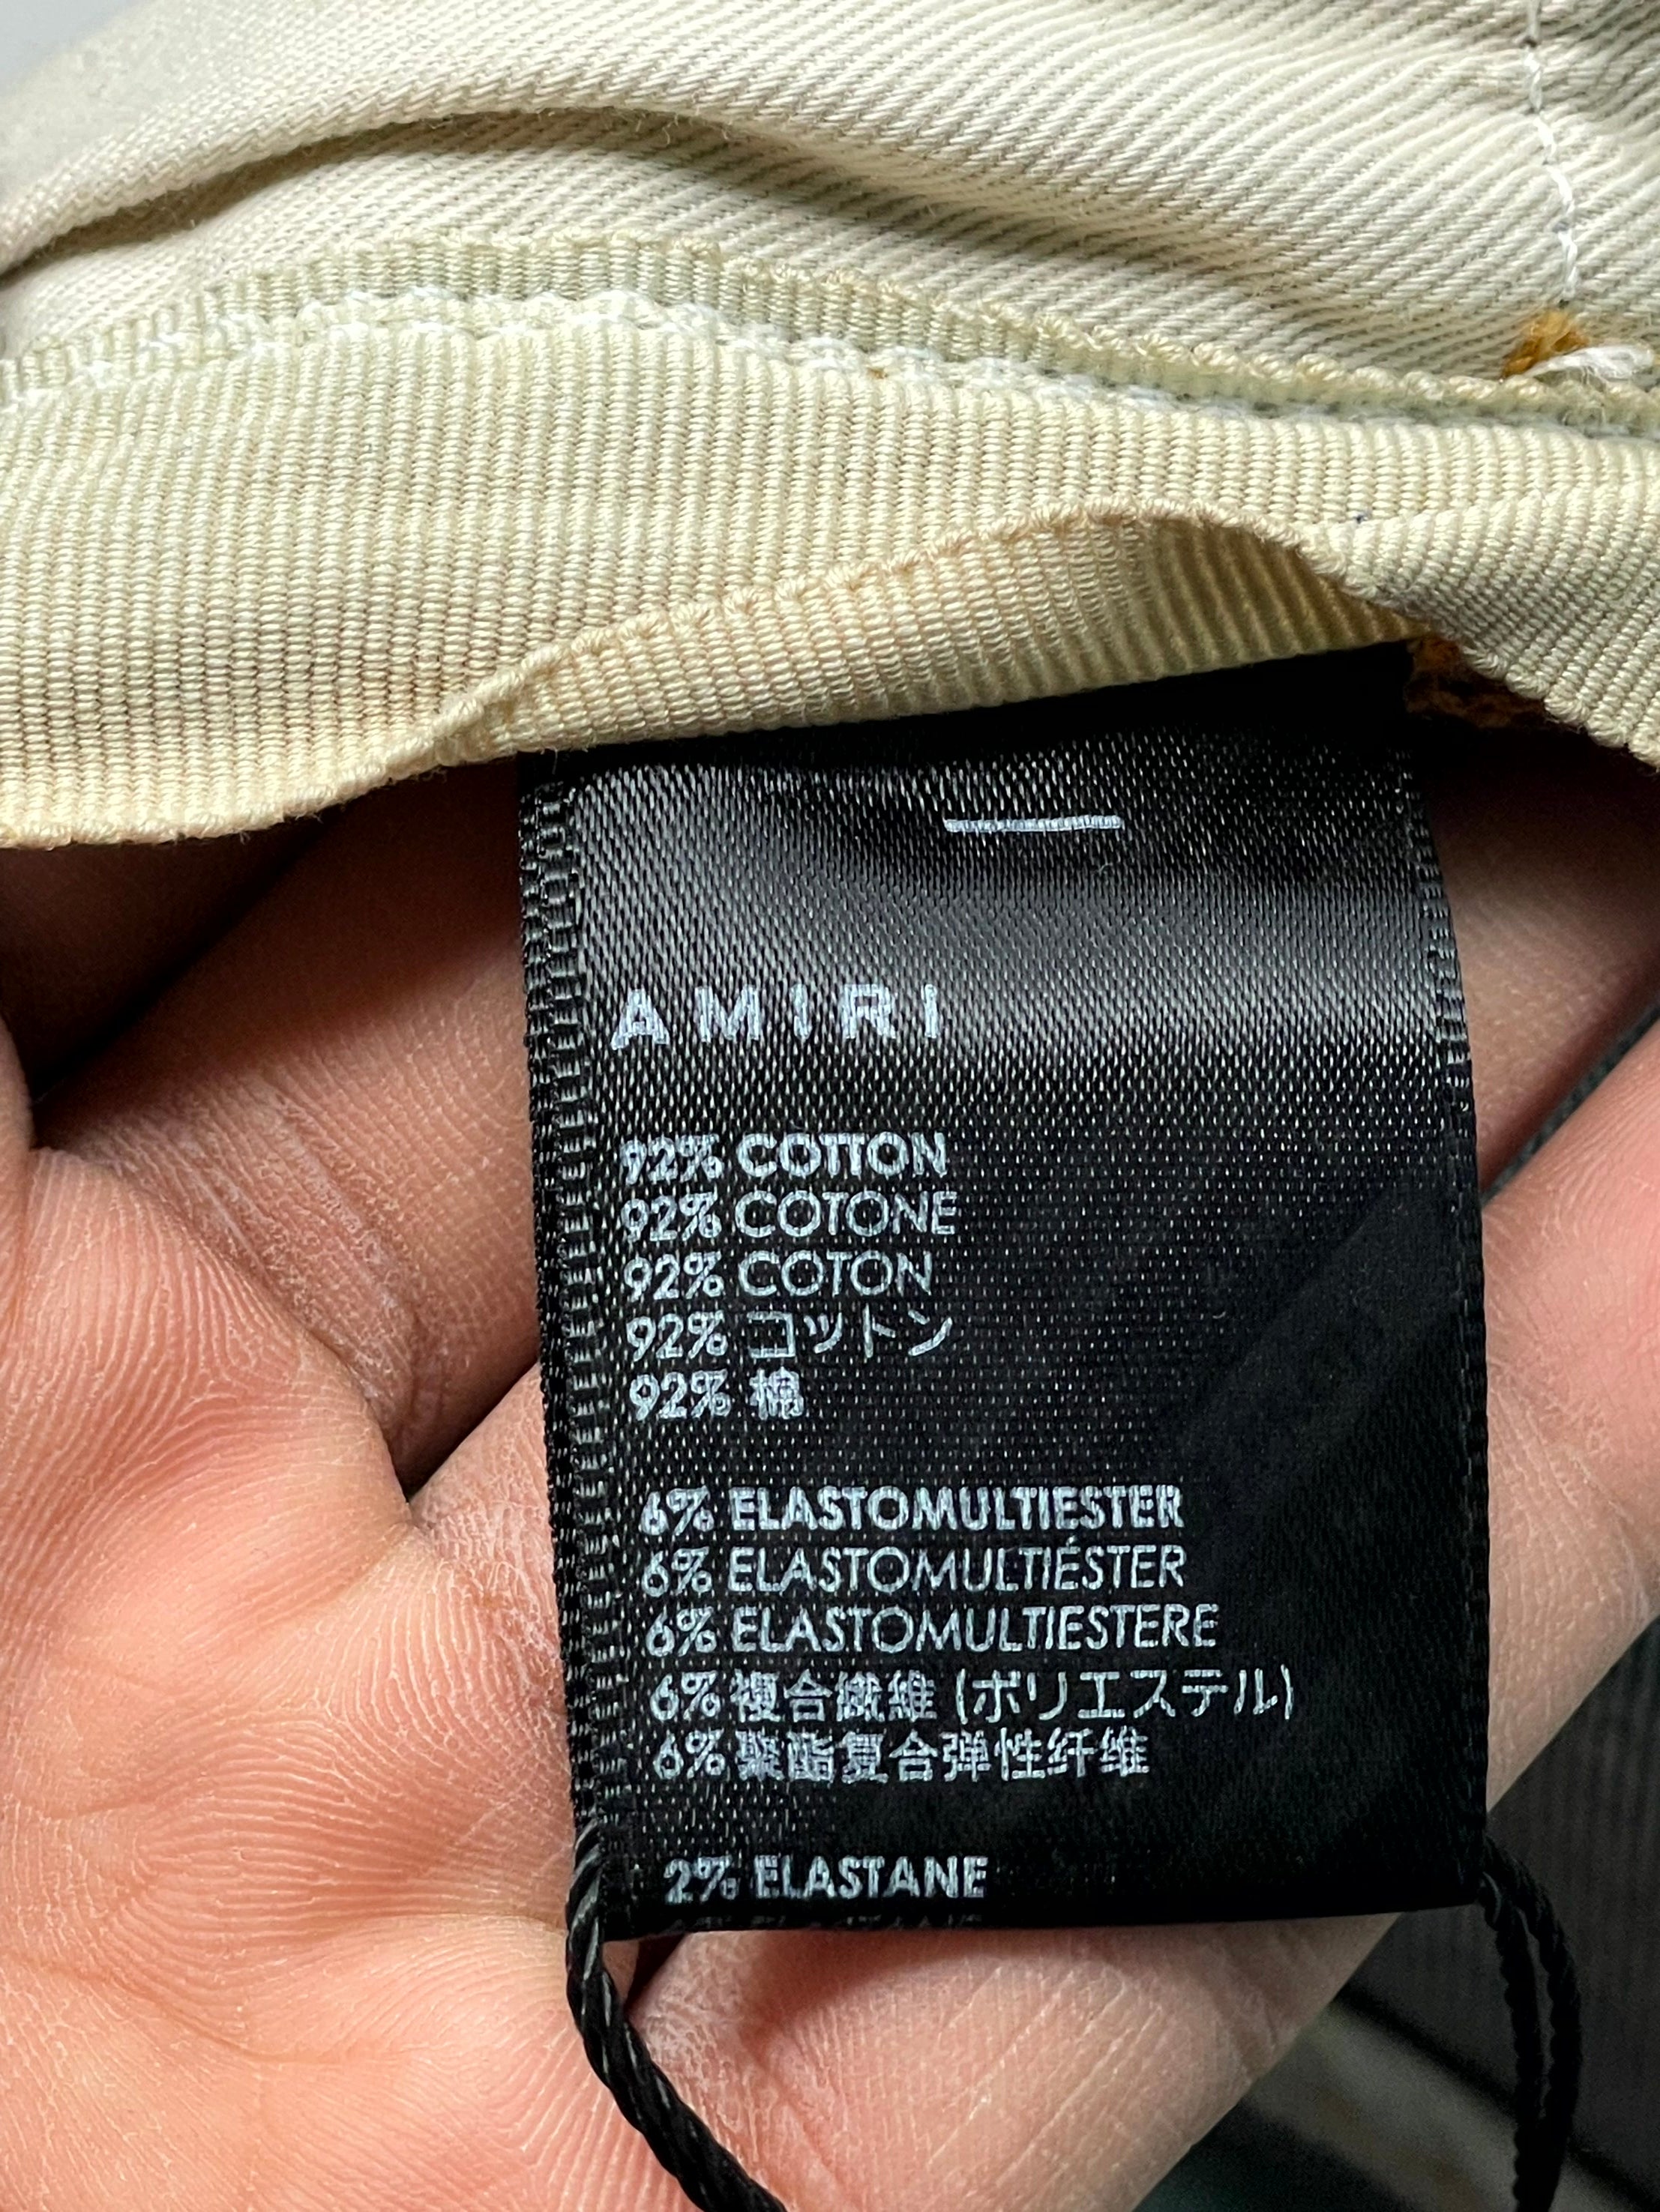 AMIRI
92% COTTON
92% COTONE
92% COTON
92% コットン
92% 棉
6% ELASTOMULTIESTER
6% ELASTOMULTIÉSTER
6% ELASTOMULTIESTERE
6% 複合繊維 (ポリエステル)
6% 聚酯复合弹性纤维
2% ELASTANE